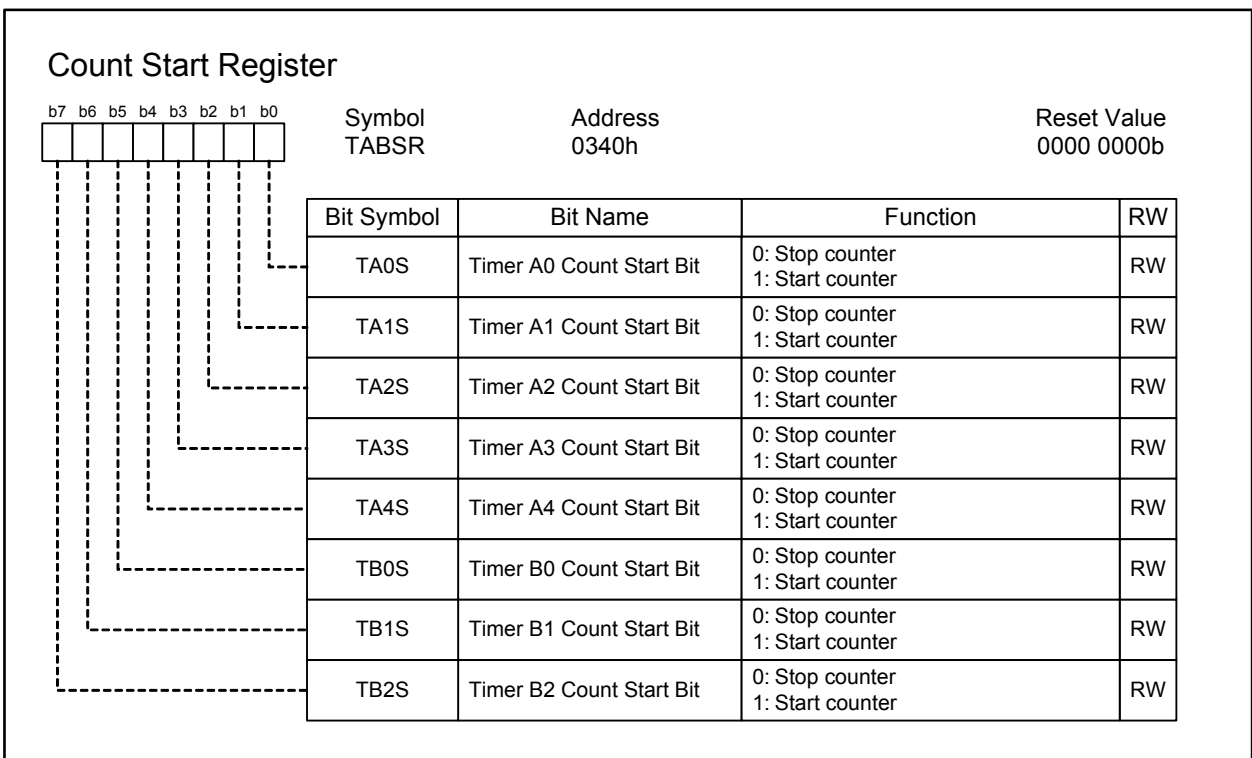 Count Start Register
b7 b6 b5 b4 b3 b2 b1 b0
Symbol Address Reset Value
TABSR 0340h 0000 0000b
Bit Symbol Bit Name Function RW
TA0S Timer A0 Count Start Bit 0: Stop counter
1: Start counter RW
TA1S Timer A1 Count Start Bit 0: Stop counter
1: Start counter RW
TA2S Timer A2 Count Start Bit 0: Stop counter
1: Start counter RW
TA3S Timer A3 Count Start Bit 0: Stop counter
1: Start counter RW
TA4S Timer A4 Count Start Bit 0: Stop counter
1: Start counter RW
TB0S Timer B0 Count Start Bit 0: Stop counter
1: Start counter RW
TB1S Timer B1 Count Start Bit 0: Stop counter
1: Start counter RW
TB2S Timer B2 Count Start Bit 0: Stop counter
1: Start counter RW